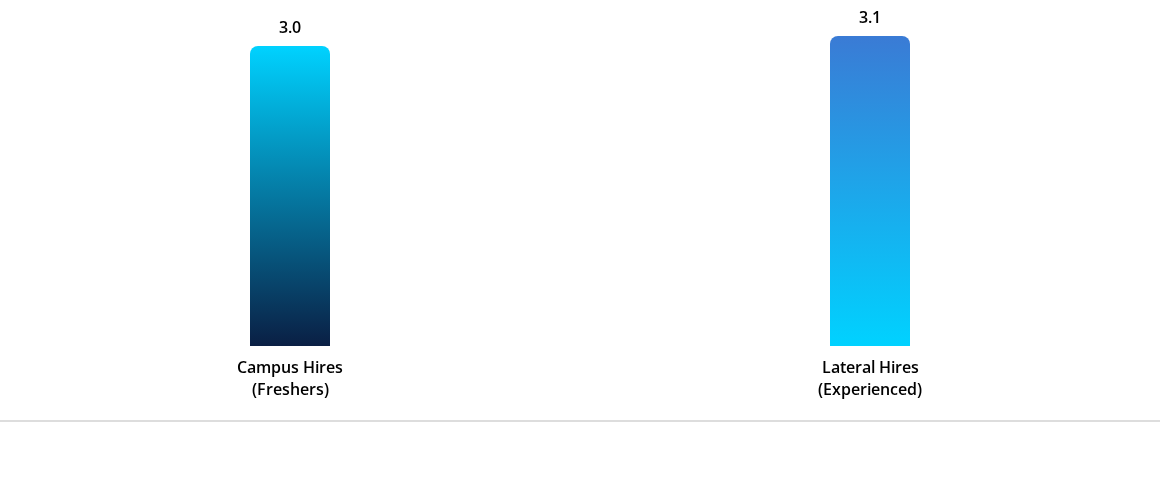 3.0
3.1
Campus Hires
(Freshers)
Lateral Hires
(Experienced)